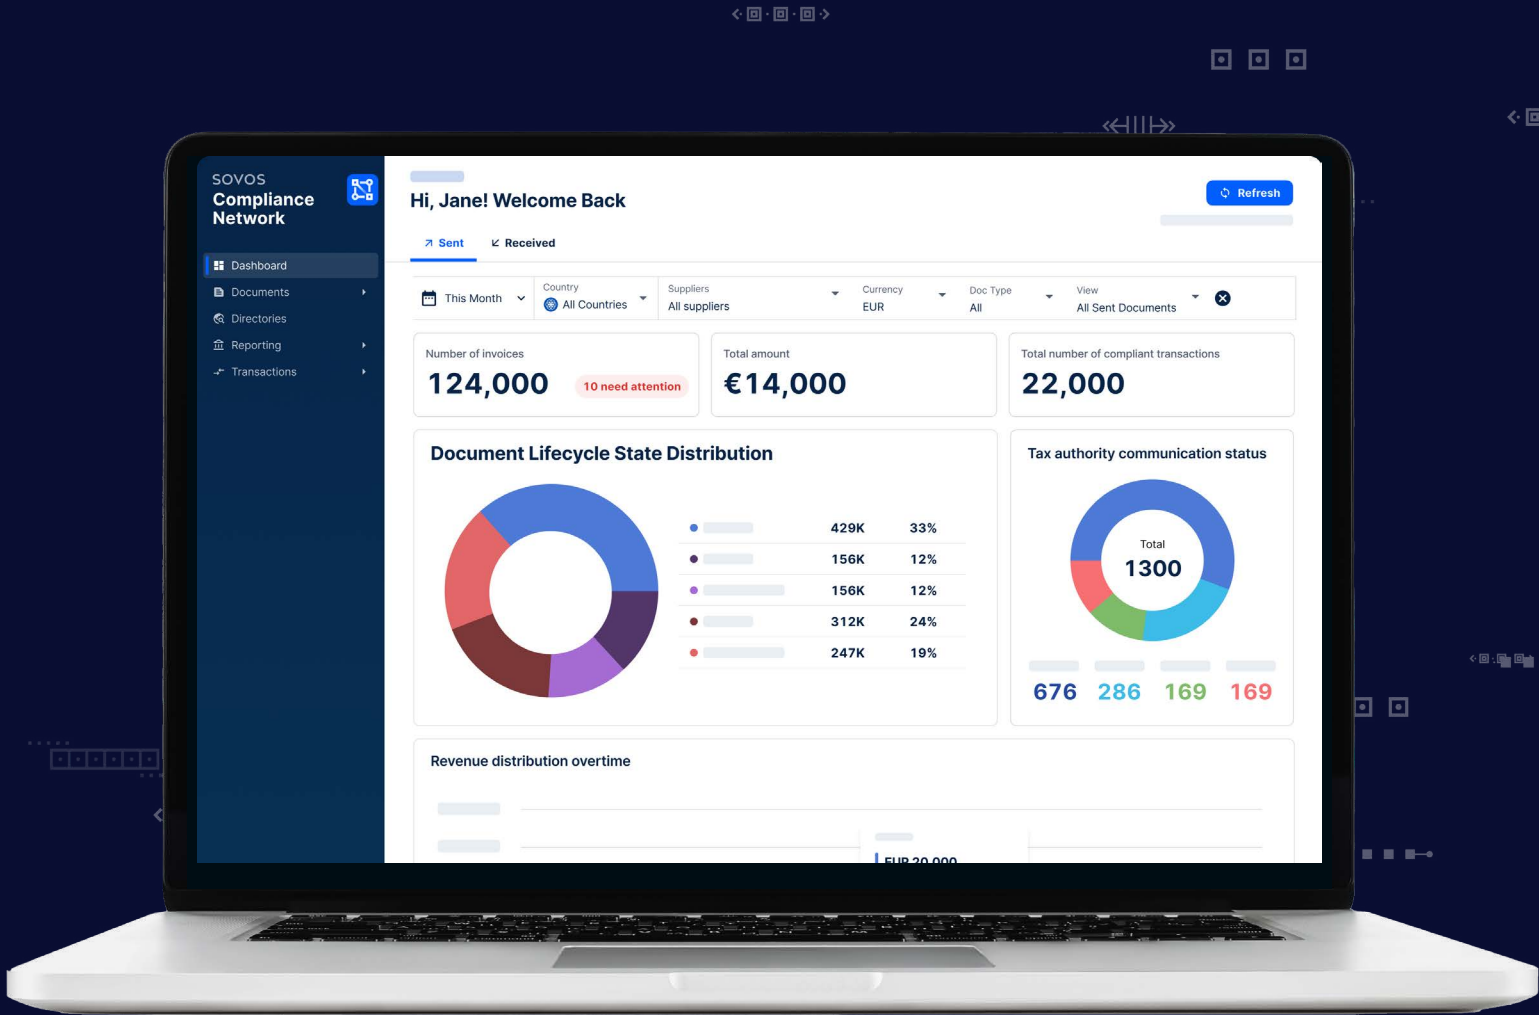 SOVOS
Compliance
Network
Dashboard
Documents
Directories
Reporting
Transactions
Hi, Jane! Welcome Back
Refresh
Sent
Received
This Month
Country
All Countries
Suppliers
All suppliers
Currency
EUR
Doc Type
All
View
All Sent Documents
Number of invoices
124,000
10 need attention
Total amount
€14,000
Total number of compliant transactions
22,000
Document Lifecycle State Distribution
429K 33%
156K 12%
156K 12%
312K 24%
247K 19%
Tax authority communication status
Total
1300
676 286 169 169
Revenue distribution overtime
EUR 20,000